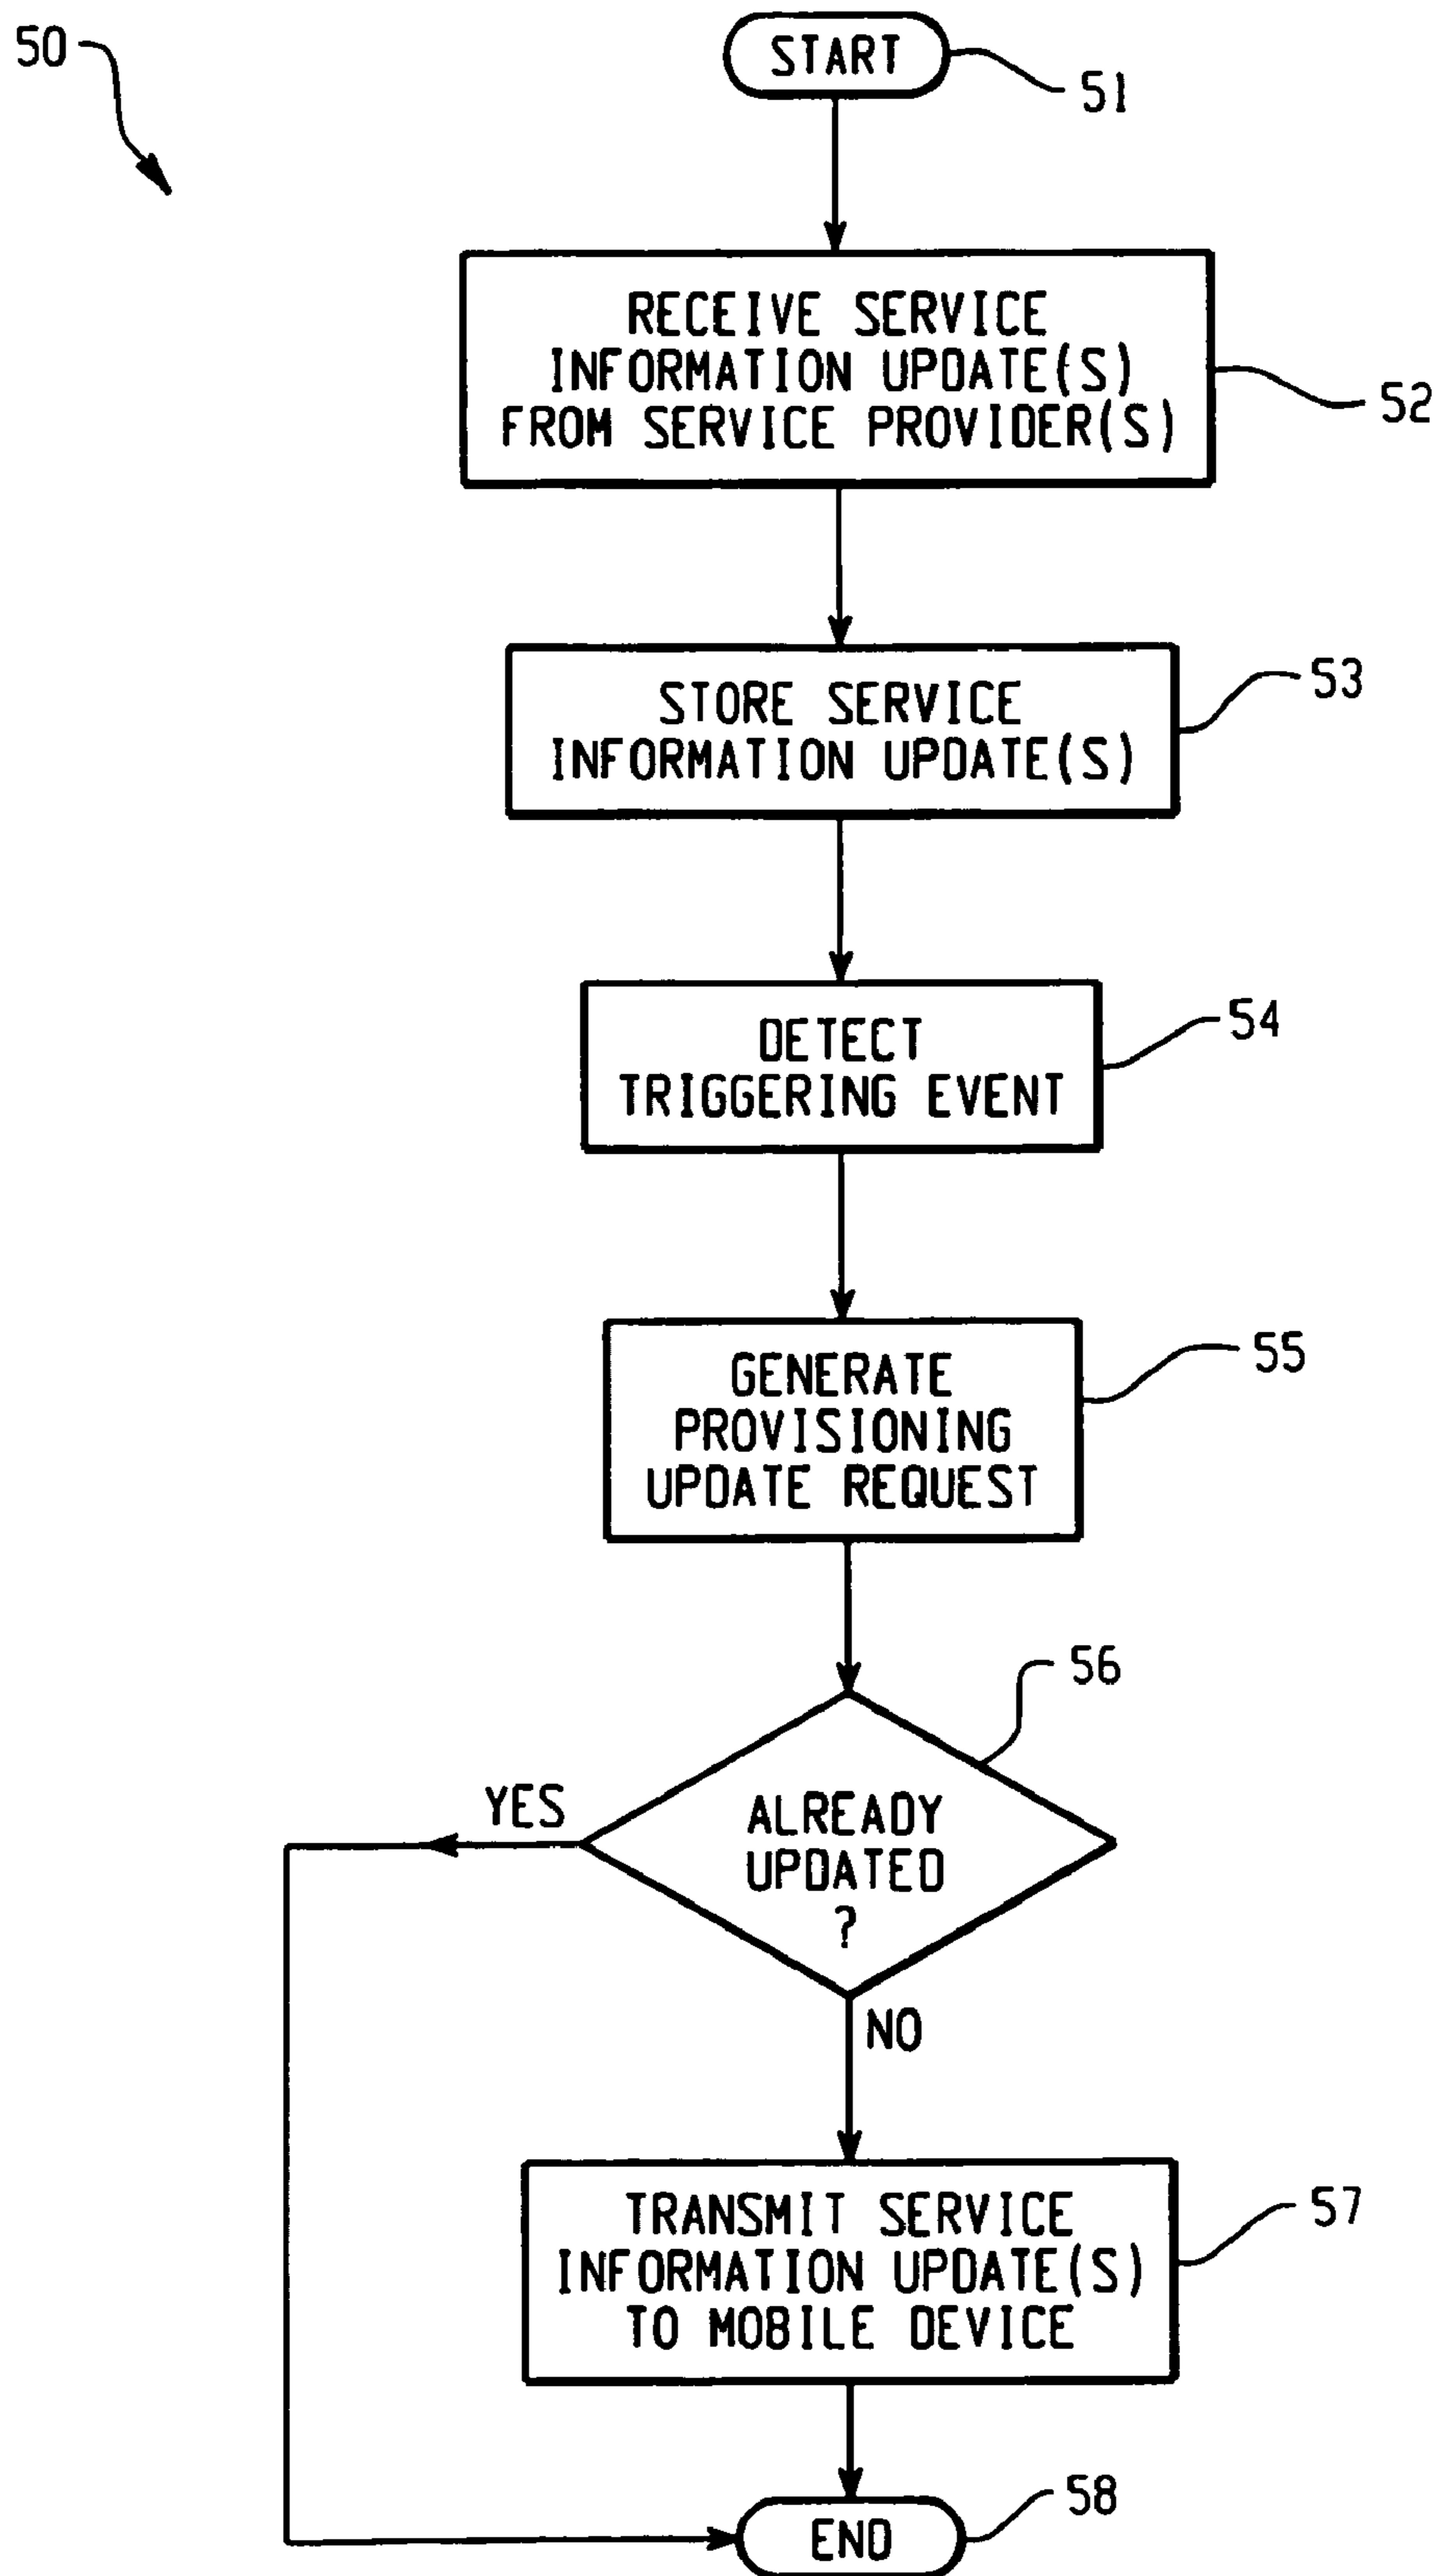 50
START
51
RECEIVE SERVICE
INFORMATION UPDATE(S)
FROM SERVICE PROVIDER(S)
52
STORE SERVICE
INFORMATION UPDATE(S)
53
DETECT
TRIGGERING EVENT
54
GENERATE
PROVISIONING
UPDATE REQUEST
55
56
YES
ALREADY
UPDATED
?
NO
TRANSMIT SERVICE
INFORMATION UPDATE(S)
TO MOBILE DEVICE
57
END
58